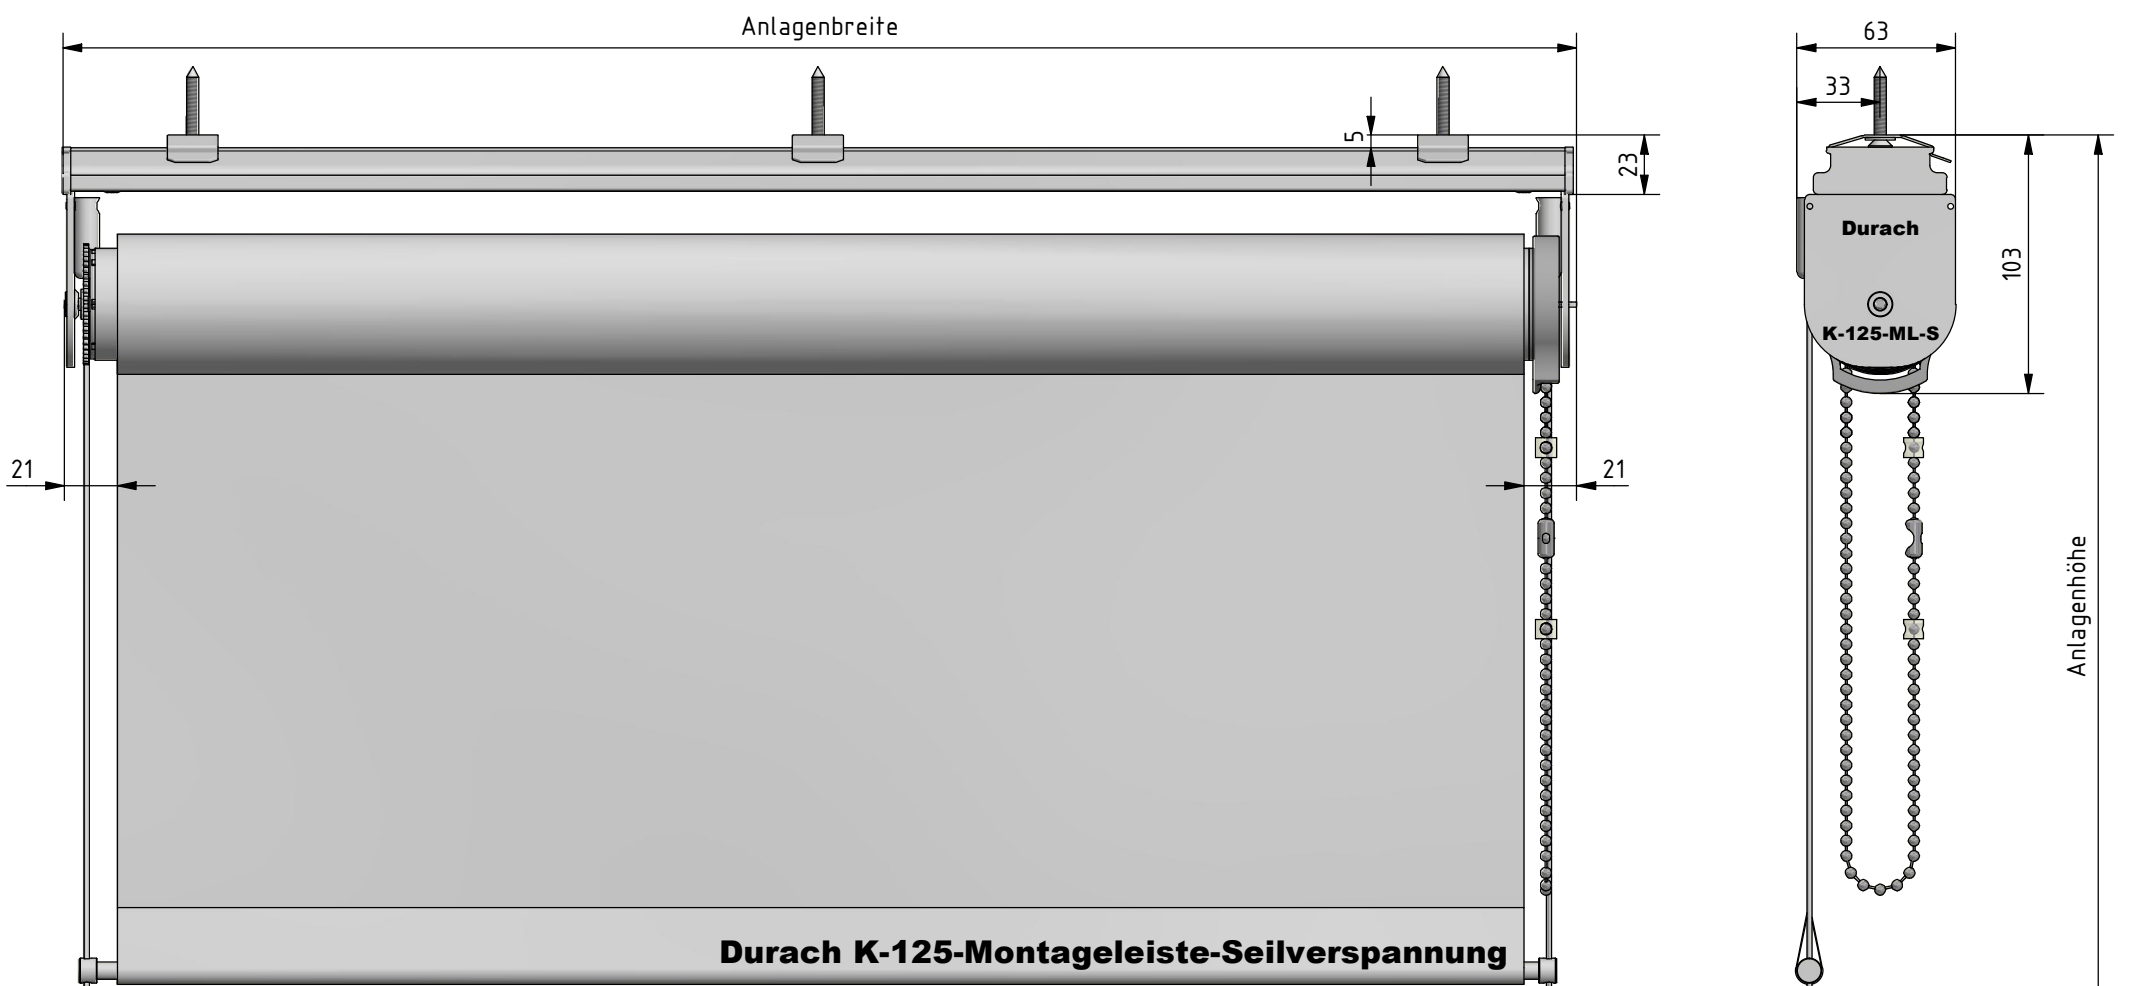 Anlagenbreite
63
33
5
23
Durach
103
K-125-ML-S
21
21
Anlagenhöhe
Durach K-125-Montageleiste-Seilverspannung